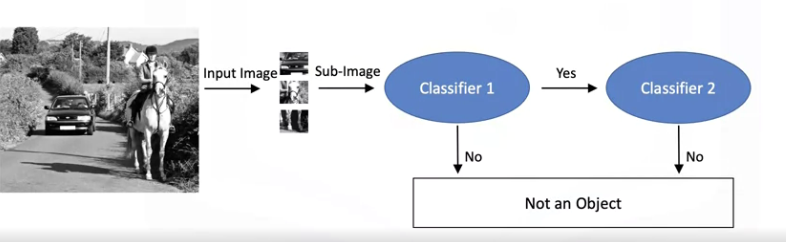 Input Image
Sub-Image
Classifier 1
Yes
Classifier 2
No
No
Not an Object